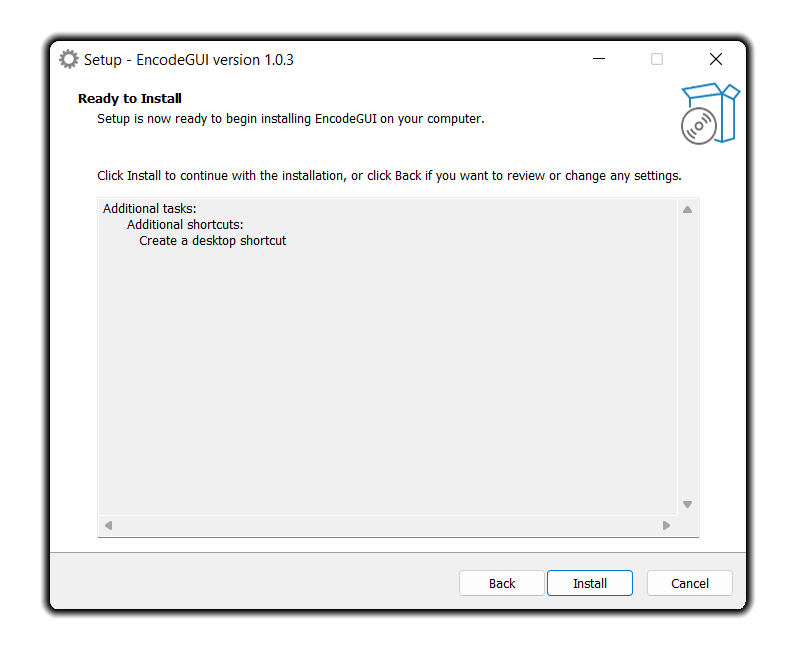 Setup - EncodeGUI version 1.0.3
Ready to Install
Setup is now ready to begin installing EncodeGUI on your computer.
Click Install to continue with the installation, or click Back if you want to review or change any settings.
Additional tasks:
Additional shortcuts:
Create a desktop shortcut
Back
Install
Cancel